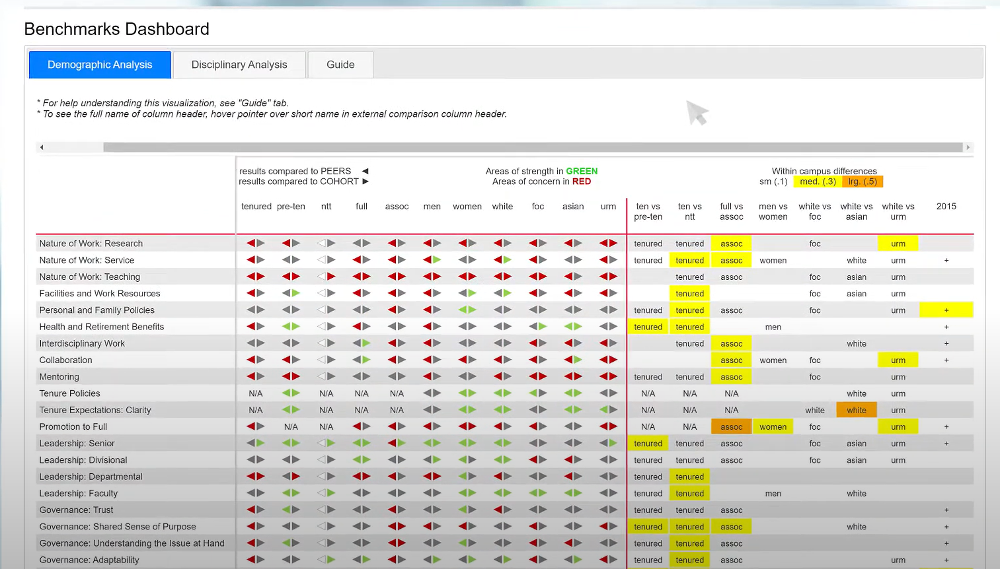 Benchmarks Dashboard
Demographic Analysis Disciplinary Analysis Guide
* For help understanding this visualization, see "Guide" tab.
* To see the full name of column header, hover pointer over short name in external comparison column header.
results compared to PEERS ◄ Areas of strength in GREEN Within campus differences
results compared to COHORT ► Areas of concern in RED sm (.1) med. (.3) lrg. (.5)
tenured pre-ten ntt full assoc men women white foc asian urm ten vs pre-ten ten vs ntt full vs assoc men vs women white vs foc white vs asian white vs urm 2015
Nature of Work: Research tenured tenured assoc foc urm
Nature of Work: Service tenured tenured assoc women white urm +
Nature of Work: Teaching tenured assoc foc asian urm
Facilities and Work Resources tenured foc asian urm
Personal and Family Policies tenured tenured assoc foc urm +
Health and Retirement Benefits tenured tenured men +
Interdisciplinary Work tenured assoc white +
Collaboration assoc women foc urm +
Mentoring tenured tenured assoc foc urm
Tenure Policies N/A N/A N/A N/A N/A N/A N/A white urm
Tenure Expectations: Clarity N/A N/A N/A N/A N/A N/A N/A white white urm
Promotion to Full N/A N/A N/A N/A assoc women foc urm +
Leadership: Senior tenured tenured assoc foc asian urm +
Leadership: Divisional tenured tenured assoc foc asian urm
Leadership: Departmental tenured tenured
Leadership: Faculty tenured tenured men white
Governance: Trust tenured tenured assoc +
Governance: Shared Sense of Purpose tenured tenured assoc white +
Governance: Understanding the Issue at Hand tenured tenured assoc +
Governance: Adaptability tenured tenured assoc urm +